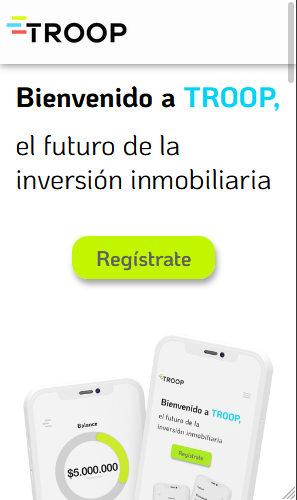 TROOP
Bienvenido a TROOP,
el futuro de la
inversión inmobiliaria
Regístrate
Balance
$5.000.000
TROOP
Bienvenido a TROOP,
el futuro de la
inversión inmobiliaria
Regístrate